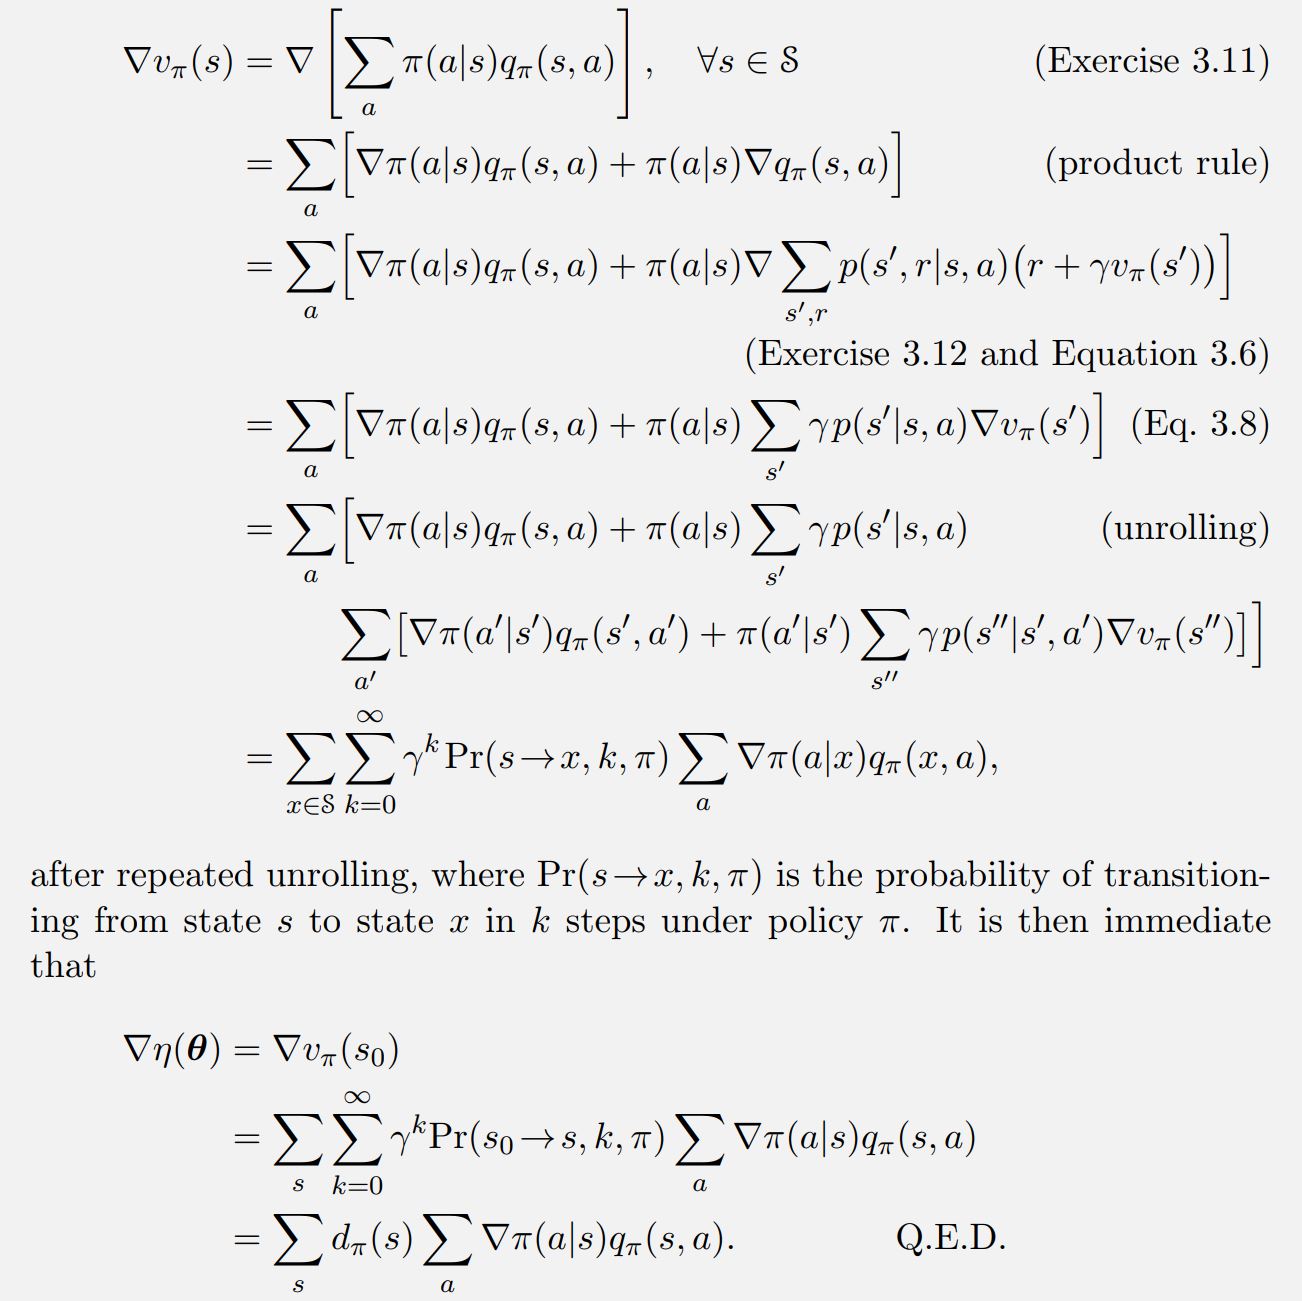 ∇v_π(s) = ∇ [∑_a π(a|s)q_π(s, a)], ∀s ∈ 𝒮 (Exercise 3.11)
= ∑_a [∇π(a|s)q_π(s, a) + π(a|s)∇q_π(s, a)] (product rule)
= ∑_a [∇π(a|s)q_π(s, a) + π(a|s)∇ ∑_{s′,r} p(s′, r|s, a)(r + γv_π(s′))]
(Exercise 3.12 and Equation 3.6)
= ∑_a [∇π(a|s)q_π(s, a) + π(a|s) ∑_{s′} γp(s′|s, a)∇v_π(s′)] (Eq. 3.8)
= ∑_a [∇π(a|s)q_π(s, a) + π(a|s) ∑_{s′} γp(s′|s, a) (unrolling)
∑_{a′} [∇π(a′|s′)q_π(s′, a′) + π(a′|s′) ∑_{s″} γp(s″|s′, a′)∇v_π(s″)]]
= ∑_{x∈𝒮} ∑_{k=0}^∞ γ^k Pr(s→x, k, π) ∑_a ∇π(a|x)q_π(x, a),
after repeated unrolling, where Pr(s→x, k, π) is the probability of transition-
ing from state s to state x in k steps under policy π. It is then immediate
that
∇η(θ) = ∇v_π(s_0)
= ∑_s ∑_{k=0}^∞ γ^k Pr(s_0→s, k, π) ∑_a ∇π(a|s)q_π(s, a)
= ∑_s d_π(s) ∑_a ∇π(a|s)q_π(s, a). Q.E.D.